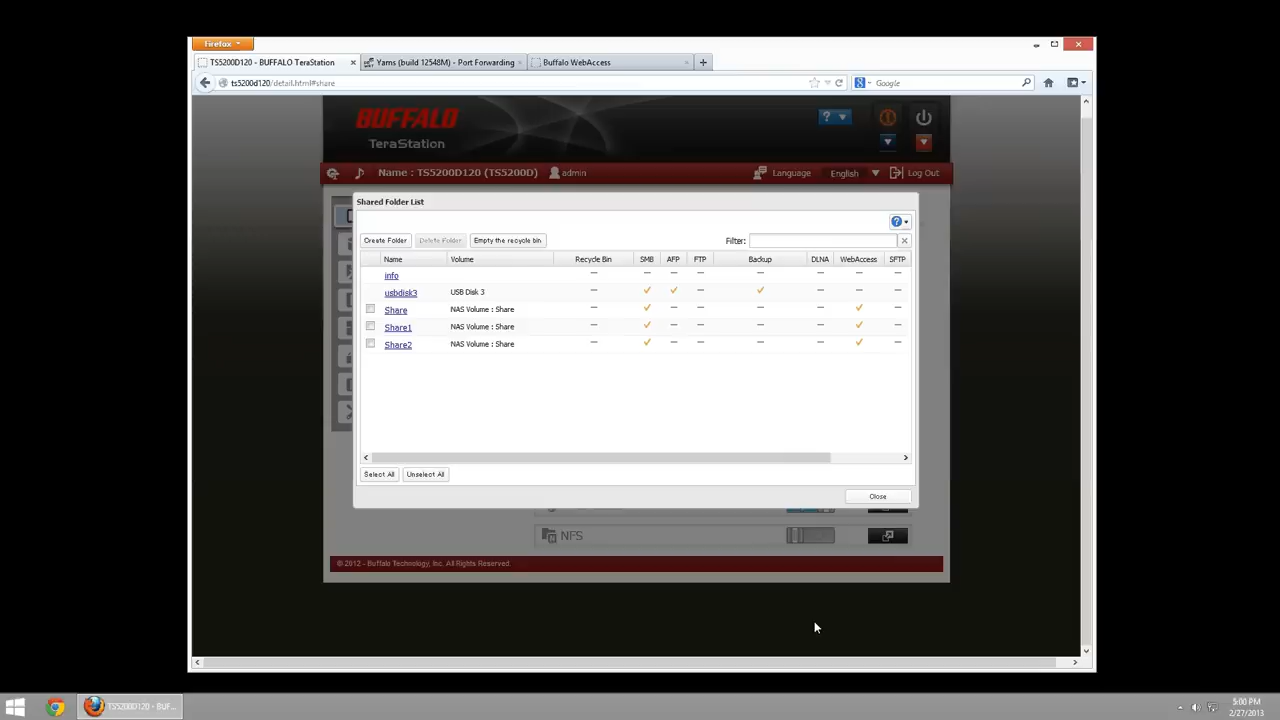 Firefox
TS5200D120 - BUFFALO TeraStation
Yams (build 12548M) - Port Forwarding
Buffalo WebAccess
ts5200d120/detail.html#share
Google
BUFFALO
TeraStation
?
Name : TS5200D120 (TS5200D)
admin
Language
English
Log Out
Shared Folder List
?
Create Folder
Delete Folder
Empty the recycle bin
Filter:
Name Volume Recycle Bin SMB AFP FTP Backup DLNA WebAccess SFTP
info
usbdisk3 USB Disk 3
Share NAS Volume : Share
Share1 NAS Volume : Share
Share2 NAS Volume : Share
Select All
Unselect All
Close
NFS
© 2012 - Buffalo Technology, Inc. All Rights Reserved.
TS5200D120 - BUF...
5:00 PM
2/27/2013